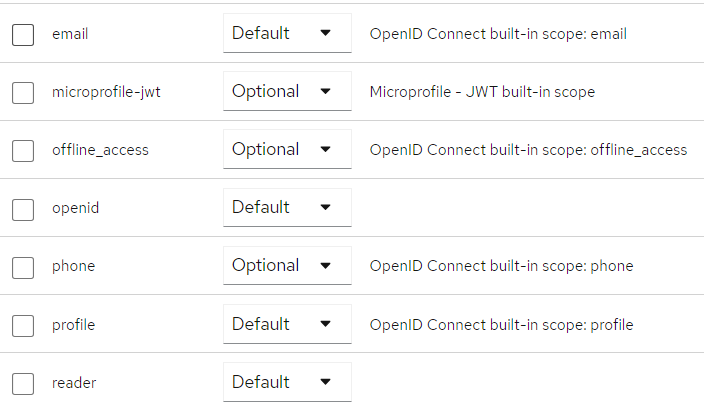 email Default OpenID Connect built-in scope: email
microprofile-jwt Optional Microprofile - JWT built-in scope
offline_access Optional OpenID Connect built-in scope: offline_access
openid Default
phone Optional OpenID Connect built-in scope: phone
profile Default OpenID Connect built-in scope: profile
reader Default